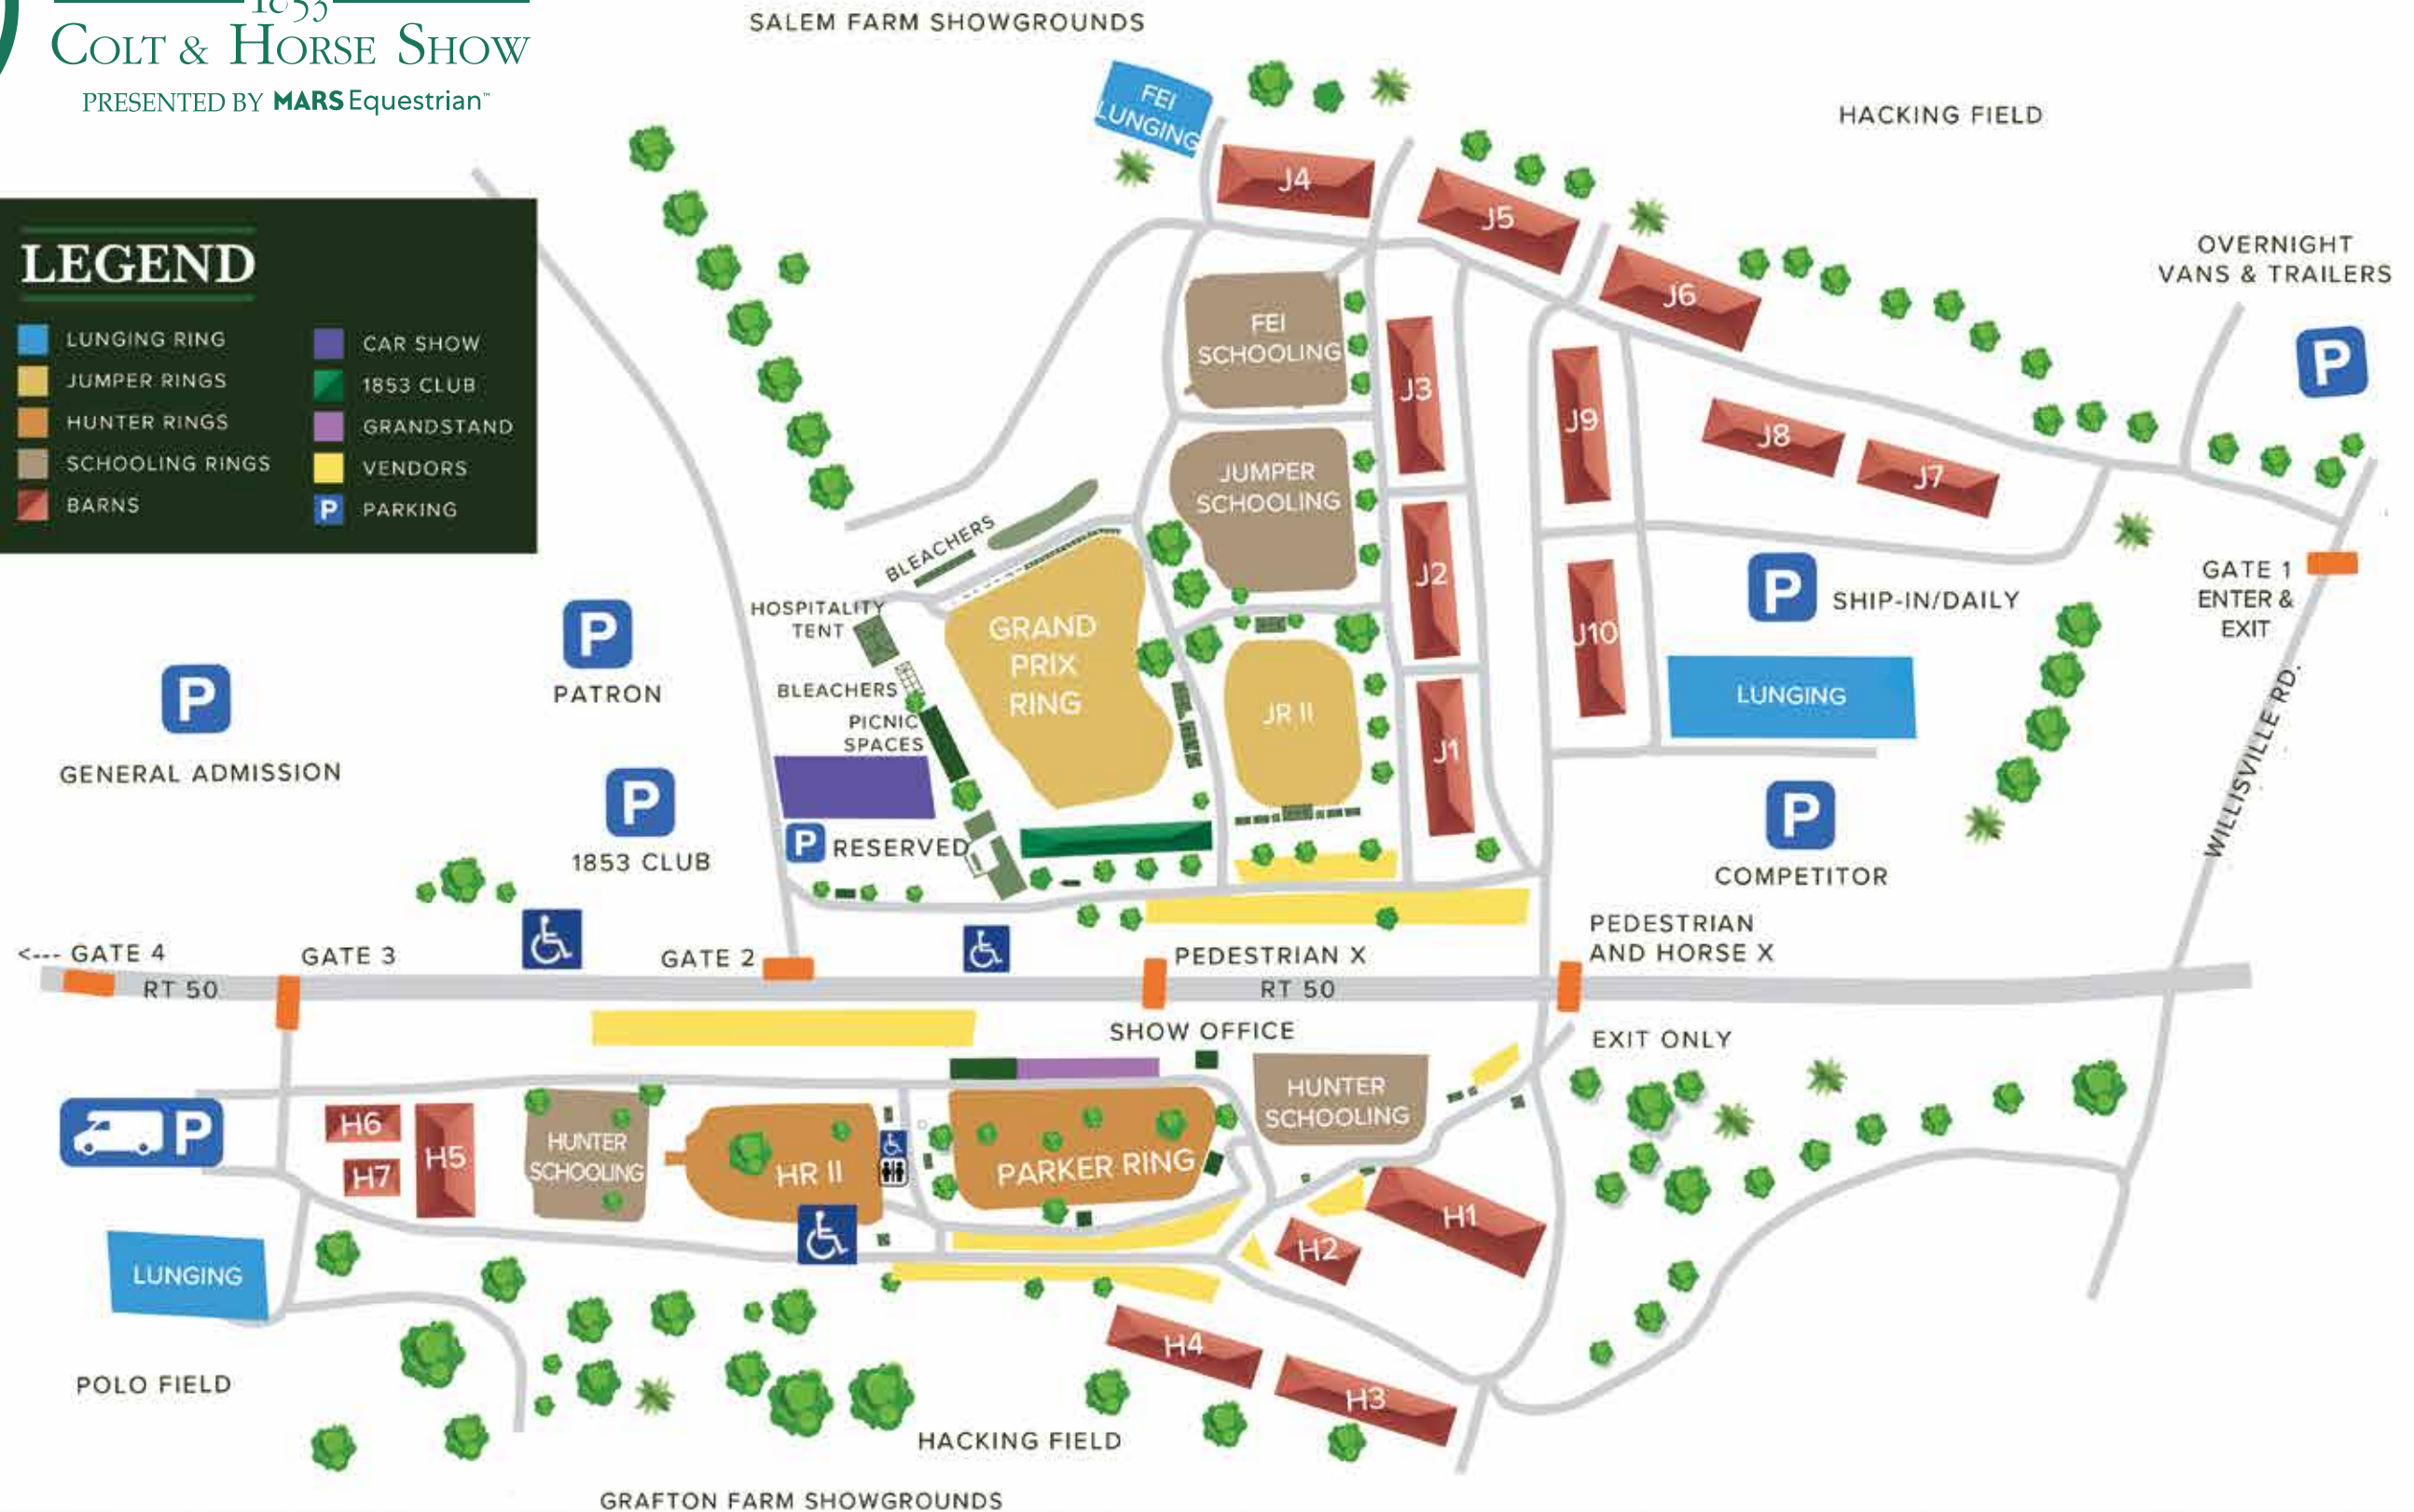 1853
COLT & HORSE SHOW
PRESENTED BY MARS Equestrian™
SALEM FARM SHOWGROUNDS
HACKING FIELD
FEI
LUNGING
J4
J5
J6
OVERNIGHT
VANS & TRAILERS
P
LEGEND
LUNGING RING
JUMPER RINGS
HUNTER RINGS
SCHOOLING RINGS
BARNS
CAR SHOW
1853 CLUB
GRANDSTAND
VENDORS
P PARKING
FEI
SCHOOLING
J3
J9
J8
J7
JUMPER
SCHOOLING
BLEACHERS
J2
J10
P SHIP-IN/DAILY
GATE 1
ENTER &
EXIT
HOSPITALITY
TENT
GRAND
PRIX
RING
P
PATRON
P
GENERAL ADMISSION
BLEACHERS
PICNIC
SPACES
JR II
J1
LUNGING
WILLISVILLE RD.
P
1853 CLUB
P RESERVED
P
COMPETITOR
<--- GATE 4
GATE 3
GATE 2
PEDESTRIAN X
PEDESTRIAN
AND HORSE X
RT 50
RT 50
SHOW OFFICE
EXIT ONLY
P
H6
H7
H5
HUNTER
SCHOOLING
HR II
PARKER RING
HUNTER
SCHOOLING
H1
H2
LUNGING
H4
H3
POLO FIELD
HACKING FIELD
GRAFTON FARM SHOWGROUNDS